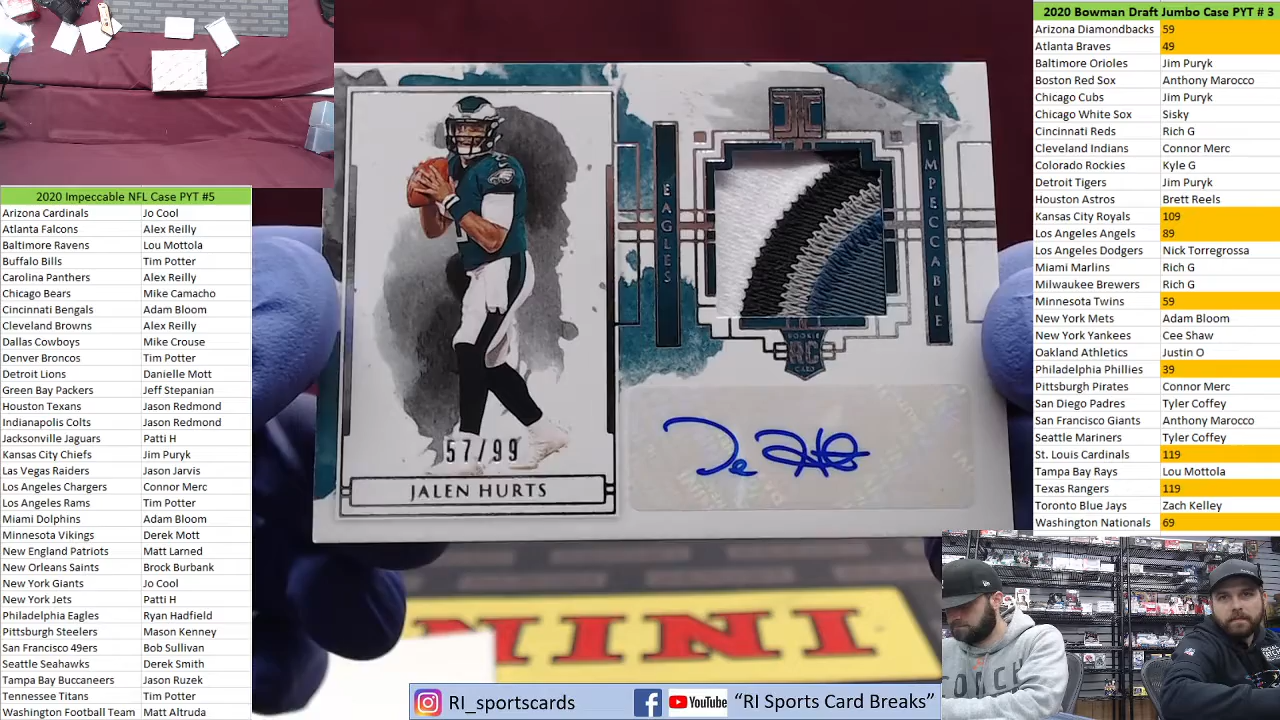 2020 Impeccable NFL Case PYT #5
Arizona Cardinals Jo Cool
Atlanta Falcons Alex Reilly
Baltimore Ravens Lou Mottola
Buffalo Bills Tim Potter
Carolina Panthers Alex Reilly
Chicago Bears Mike Camacho
Cincinnati Bengals Adam Bloom
Cleveland Browns Alex Reilly
Dallas Cowboys Mike Crouse
Denver Broncos Tim Potter
Detroit Lions Danielle Mott
Green Bay Packers Jeff Stepanian
Houston Texans Jason Redmond
Indianapolis Colts Jason Redmond
Jacksonville Jaguars Patti H
Kansas City Chiefs Jim Puryk
Las Vegas Raiders Jason Jarvis
Los Angeles Chargers Connor Merc
Los Angeles Rams Tim Potter
Miami Dolphins Adam Bloom
Minnesota Vikings Derek Mott
New England Patriots Matt Larned
New Orleans Saints Brock Burbank
New York Giants Jo Cool
New York Jets Patti H
Philadelphia Eagles Ryan Hadfield
Pittsburgh Steelers Mason Kenney
San Francisco 49ers Bob Sullivan
Seattle Seahawks Derek Smith
Tampa Bay Buccaneers Jason Ruzek
Tennessee Titans Tim Potter
Washington Football Team Matt Altruda
EAGLES
IMPECCABLE
ROOKIE
RC
CARD
57/99
JALEN HURTS
2020 Bowman Draft Jumbo Case PYT # 3
Arizona Diamondbacks 59
Atlanta Braves 49
Baltimore Orioles Jim Puryk
Boston Red Sox Anthony Marocco
Chicago Cubs Jim Puryk
Chicago White Sox Sisky
Cincinnati Reds Rich G
Cleveland Indians Connor Merc
Colorado Rockies Kyle G
Detroit Tigers Jim Puryk
Houston Astros Brett Reels
Kansas City Royals 109
Los Angeles Angels 89
Los Angeles Dodgers Nick Torregrossa
Miami Marlins Rich G
Milwaukee Brewers Rich G
Minnesota Twins 59
New York Mets Adam Bloom
New York Yankees Cee Shaw
Oakland Athletics Justin O
Philadelphia Phillies 39
Pittsburgh Pirates Connor Merc
San Diego Padres Tyler Coffey
San Francisco Giants Anthony Marocco
Seattle Mariners Tyler Coffey
St. Louis Cardinals 119
Tampa Bay Rays Lou Mottola
Texas Rangers 119
Toronto Blue Jays Zach Kelley
Washington Nationals 69
NINI
RI_sportscards
YouTube "RI Sports Card Breaks"